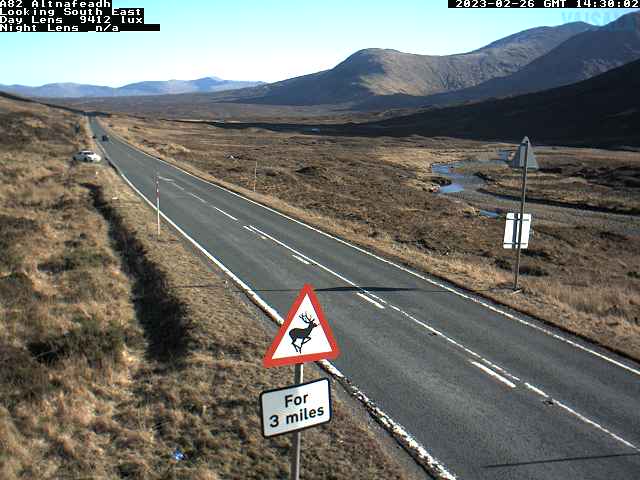 A82 Altnafeadh
Looking South East
Day Lens 9412 lux
Night Lens n/a
2023-02-26 GMT 14:30:02
VAISALA
For
3 miles